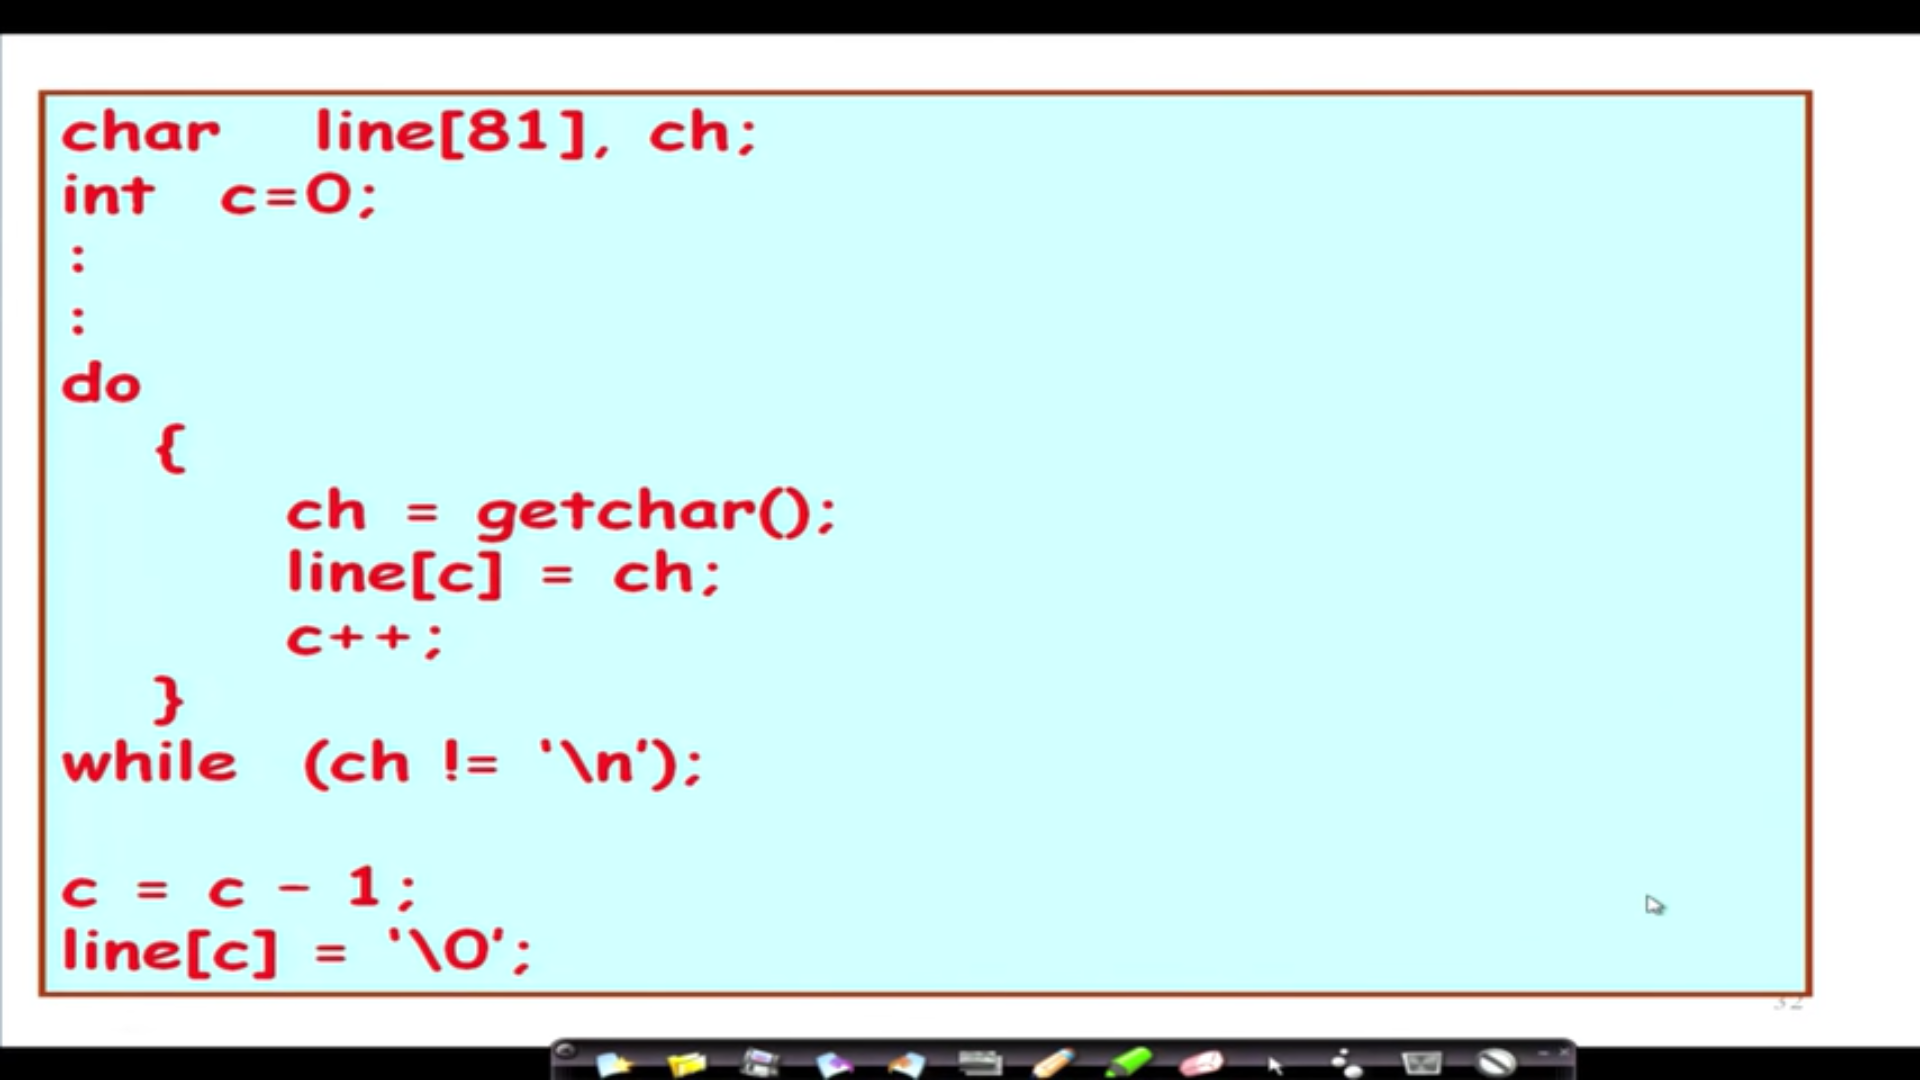 char line[81], ch;
int c=0;
:
:
do
{
ch = getchar();
line[c] = ch;
c++;
}
while (ch != '\n');
c = c - 1;
line[c] = '\0';
32